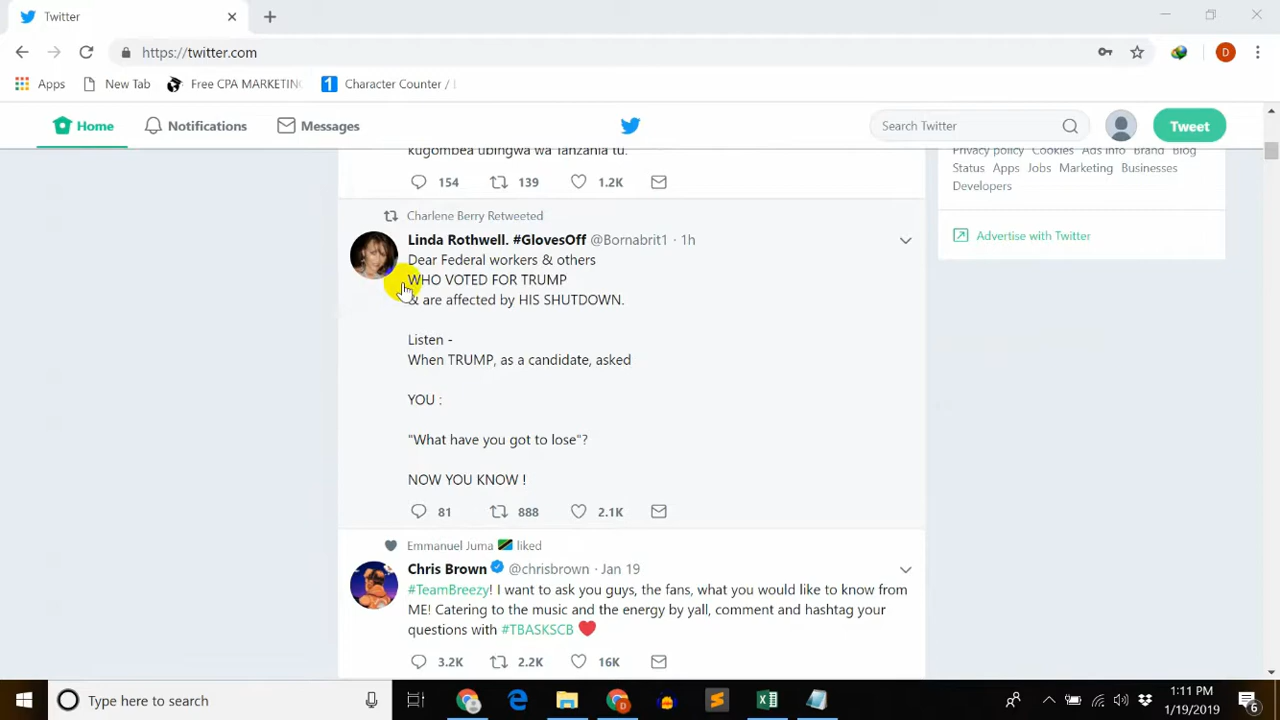 Twitter
https://twitter.com
D
Apps
New Tab
Free CPA MARKETING
1
Character Counter /
Home
Notifications
Messages
Search Twitter
Tweet
kugombea ubingwa wa Tanzania tu.
154 139 1.2K
Privacy policy Cookies Ads info Brand Blog
Status Apps Jobs Marketing Businesses
Developers
Advertise with Twitter
Charlene Berry Retweeted
Linda Rothwell. #GlovesOff @Bornabrit1 · 1h
Dear Federal workers & others
WHO VOTED FOR TRUMP
& are affected by HIS SHUTDOWN.
Listen -
When TRUMP, as a candidate, asked
YOU :
"What have you got to lose"?
NOW YOU KNOW !
81 888 2.1K
Emmanuel Juma liked
Chris Brown @chrisbrown · Jan 19
#TeamBreezy! I want to ask you guys, the fans, what you would like to know from
ME! Catering to the music and the energy by yall, comment and hashtag your
questions with #TBASKSCB
3.2K 2.2K 16K
Type here to search
D
1:11 PM
1/19/2019
6